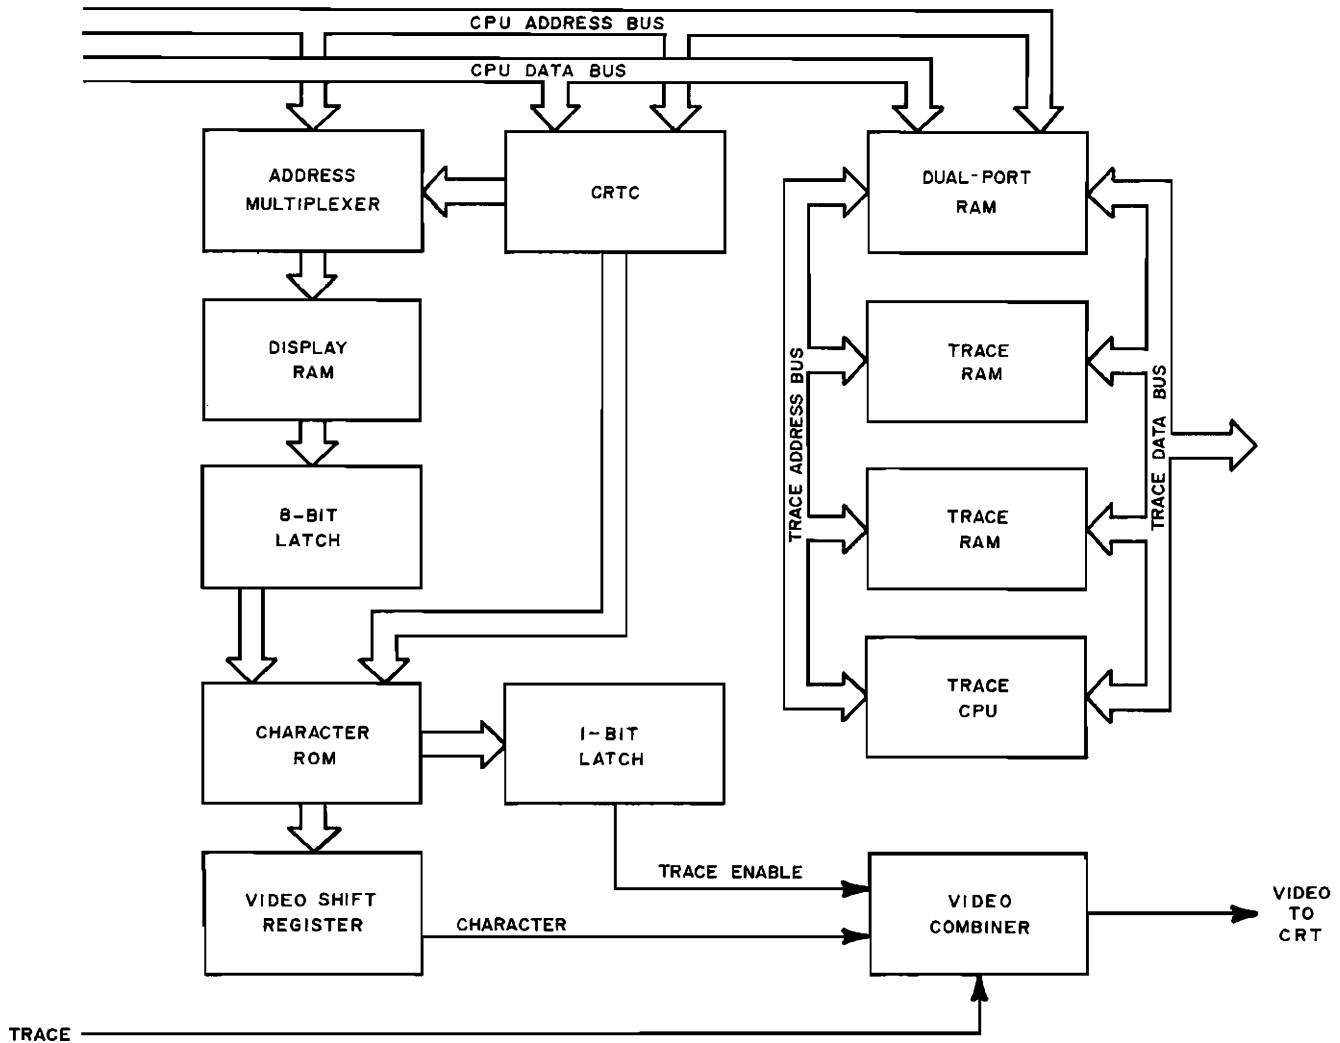 CPU ADDRESS BUS
CPU DATA BUS
ADDRESS
MULTIPLEXER
CRTC
DUAL-PORT
RAM
DISPLAY
RAM
TRACE
RAM
TRACE ADDRESS BUS
TRACE DATA BUS
8-BIT
LATCH
TRACE
RAM
CHARACTER
ROM
1-BIT
LATCH
TRACE
CPU
VIDEO SHIFT
REGISTER
TRACE ENABLE
CHARACTER
VIDEO
COMBINER
VIDEO
TO
CRT
TRACE